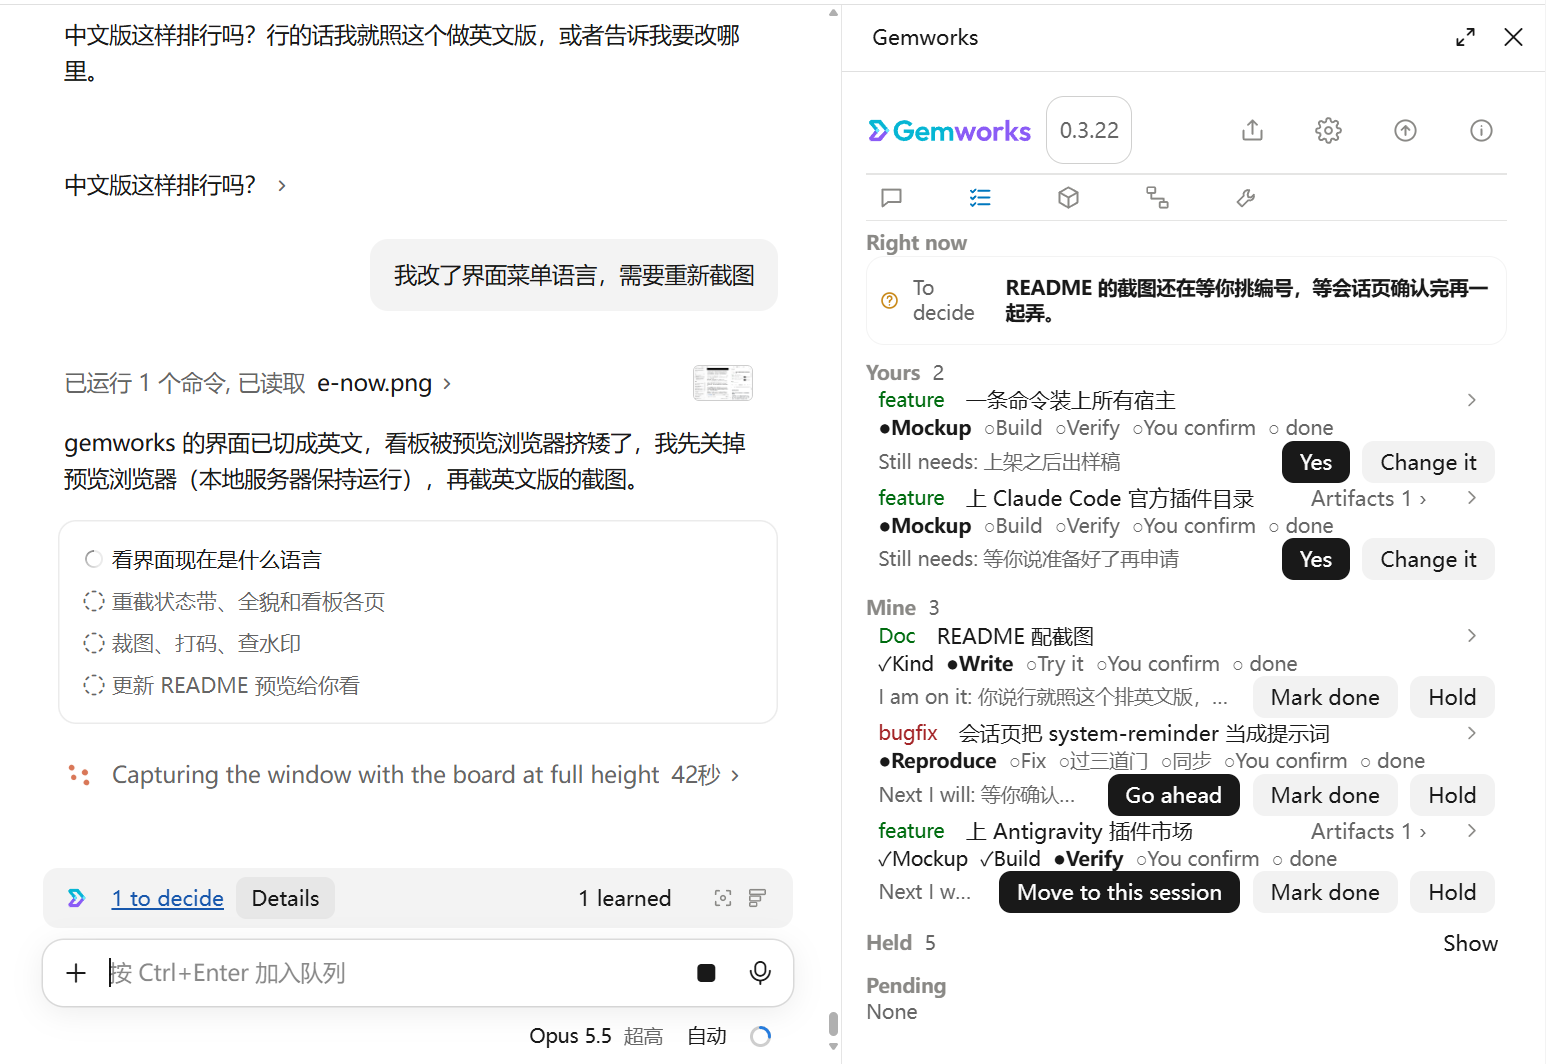 中文版这样排行吗？行的话我就照这个做英文版，或者告诉我要改哪
里。
中文版这样排行吗？
我改了界面菜单语言，需要重新截图
已运行 1 个命令, 已读取 e-now.png
gemworks 的界面已切成英文，看板被预览浏览器挤矮了，我先关掉
预览浏览器（本地服务器保持运行），再截英文版的截图。
看界面现在是什么语言
重截状态带、全貌和看板各页
裁图、打码、查水印
更新 README 预览给你看
Capturing the window with the board at full height 42秒
1 to decide Details 1 learned
按 Ctrl+Enter 加入队列
Opus 5.5 超高 自动
Gemworks
Gemworks 0.3.22
Right now
To
decide
README 的截图还在等你挑编号，等会话页确认完再一
起弄。
Yours 2
feature 一条命令装上所有宿主
●Mockup ○Build ○Verify ○You confirm ○ done
Still needs: 上架之后出样稿 Yes Change it
feature 上 Claude Code 官方插件目录 Artifacts 1 ›
●Mockup ○Build ○Verify ○You confirm ○ done
Still needs: 等你说准备好了再申请 Yes Change it
Mine 3
Doc README 配截图
✓Kind ●Write ○Try it ○You confirm ○ done
I am on it: 你说行就照这个排英文版，... Mark done Hold
bugfix 会话页把 system-reminder 当成提示词
●Reproduce ○Fix ○过三道门 ○同步 ○You confirm ○ done
Next I will: 等你确认... Go ahead Mark done Hold
feature 上 Antigravity 插件市场 Artifacts 1 ›
✓Mockup ✓Build ●Verify ○You confirm ○ done
Next I w... Move to this session Mark done Hold
Held 5 Show
Pending
None